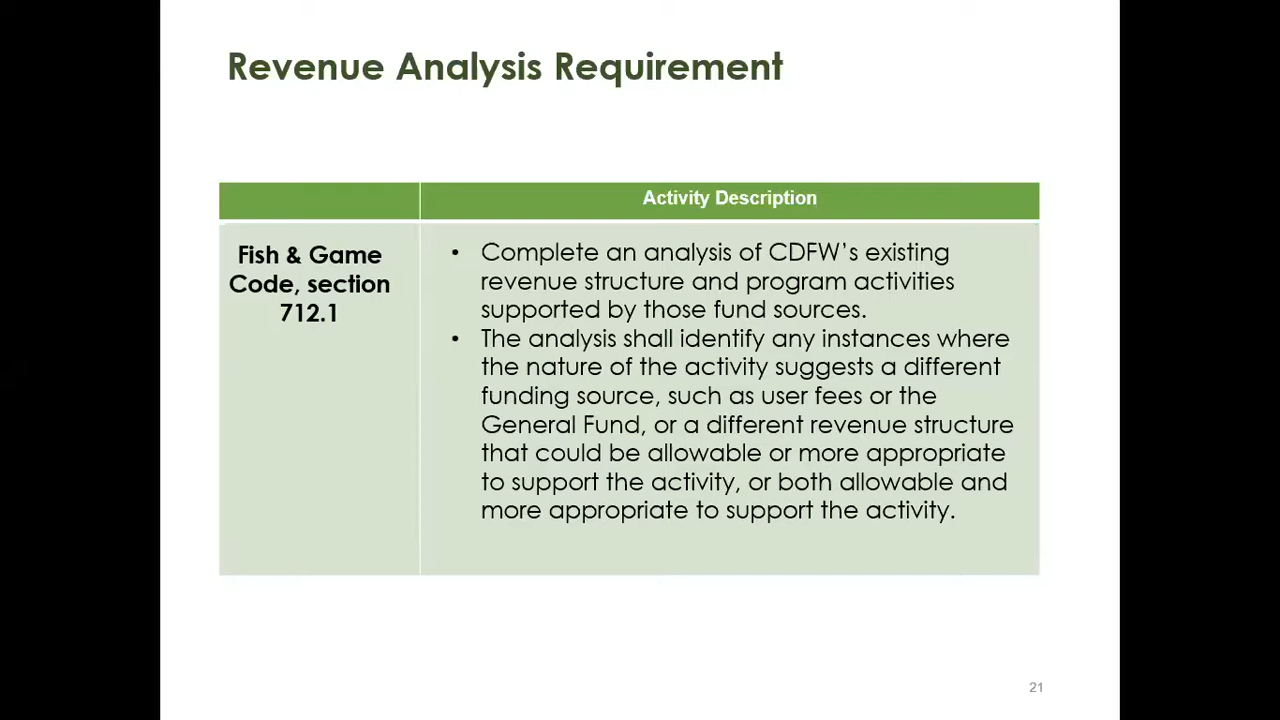 Revenue Analysis Requirement
Activity Description
Fish & Game
Code, section
712.1
• Complete an analysis of CDFW’s existing
revenue structure and program activities
supported by those fund sources.
• The analysis shall identify any instances where
the nature of the activity suggests a different
funding source, such as user fees or the
General Fund, or a different revenue structure
that could be allowable or more appropriate
to support the activity, or both allowable and
more appropriate to support the activity.
21